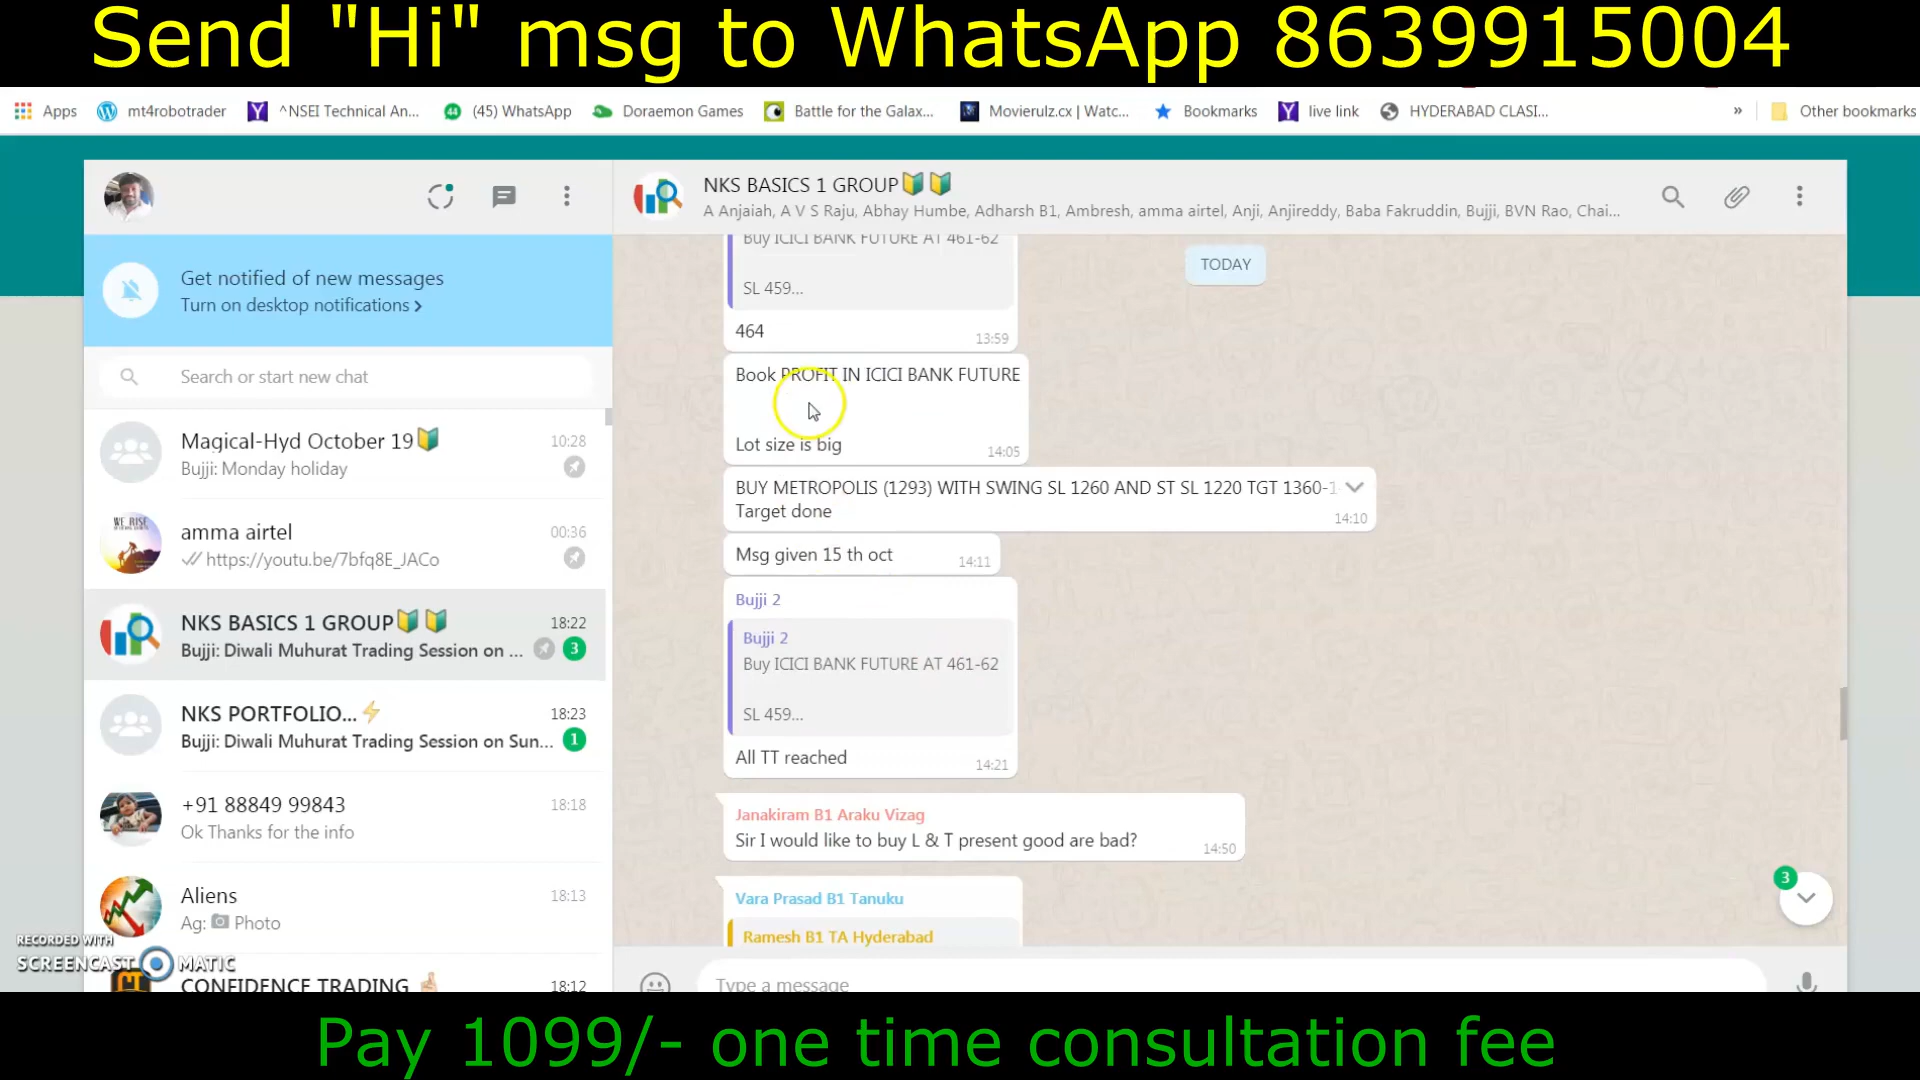 Send "Hi" msg to WhatsApp 8639915004
Apps mt4robotrader ^NSEI Technical An... (45) WhatsApp Doraemon Games Battle for the Galax... Movierulz.cx | Watc... Bookmarks live link HYDERABAD CLASI... » Other bookmarks
NKS BASICS 1 GROUP
A Anjaiah, A V S Raju, Abhay Humbe, Adharsh B1, Ambresh, amma airtel, Anji, Anjireddy, Baba Fakruddin, Bujji, BVN Rao, Chai...
Get notified of new messages
Turn on desktop notifications
Search or start new chat
Magical-Hyd October 19 10:28
Bujji: Monday holiday
amma airtel 00:36
https://youtu.be/7bfq8E_JACo
NKS BASICS 1 GROUP 18:22
Bujji: Diwali Muhurat Trading Session on ... 3
NKS PORTFOLIO... 18:23
Bujji: Diwali Muhurat Trading Session on Sun... 1
+91 88849 99843 18:18
Ok Thanks for the info
Aliens 18:13
Ag: Photo
CONFIDENCE TRADING 18:12
RECORDED WITH
SCREENCAST MATIC
TODAY
Buy ICICI BANK FUTURE AT 461-62
SL 459...
464 13:59
Book PROFIT IN ICICI BANK FUTURE
Lot size is big 14:05
BUY METROPOLIS (1293) WITH SWING SL 1260 AND ST SL 1220 TGT 1360-
Target done 14:10
Msg given 15 th oct 14:11
Bujji 2
Bujji 2
Buy ICICI BANK FUTURE AT 461-62
SL 459...
All TT reached 14:21
Janakiram B1 Araku Vizag
Sir I would like to buy L & T present good are bad? 14:50
Vara Prasad B1 Tanuku
Ramesh B1 TA Hyderabad
3
Type a message
Pay 1099/- one time consultation fee